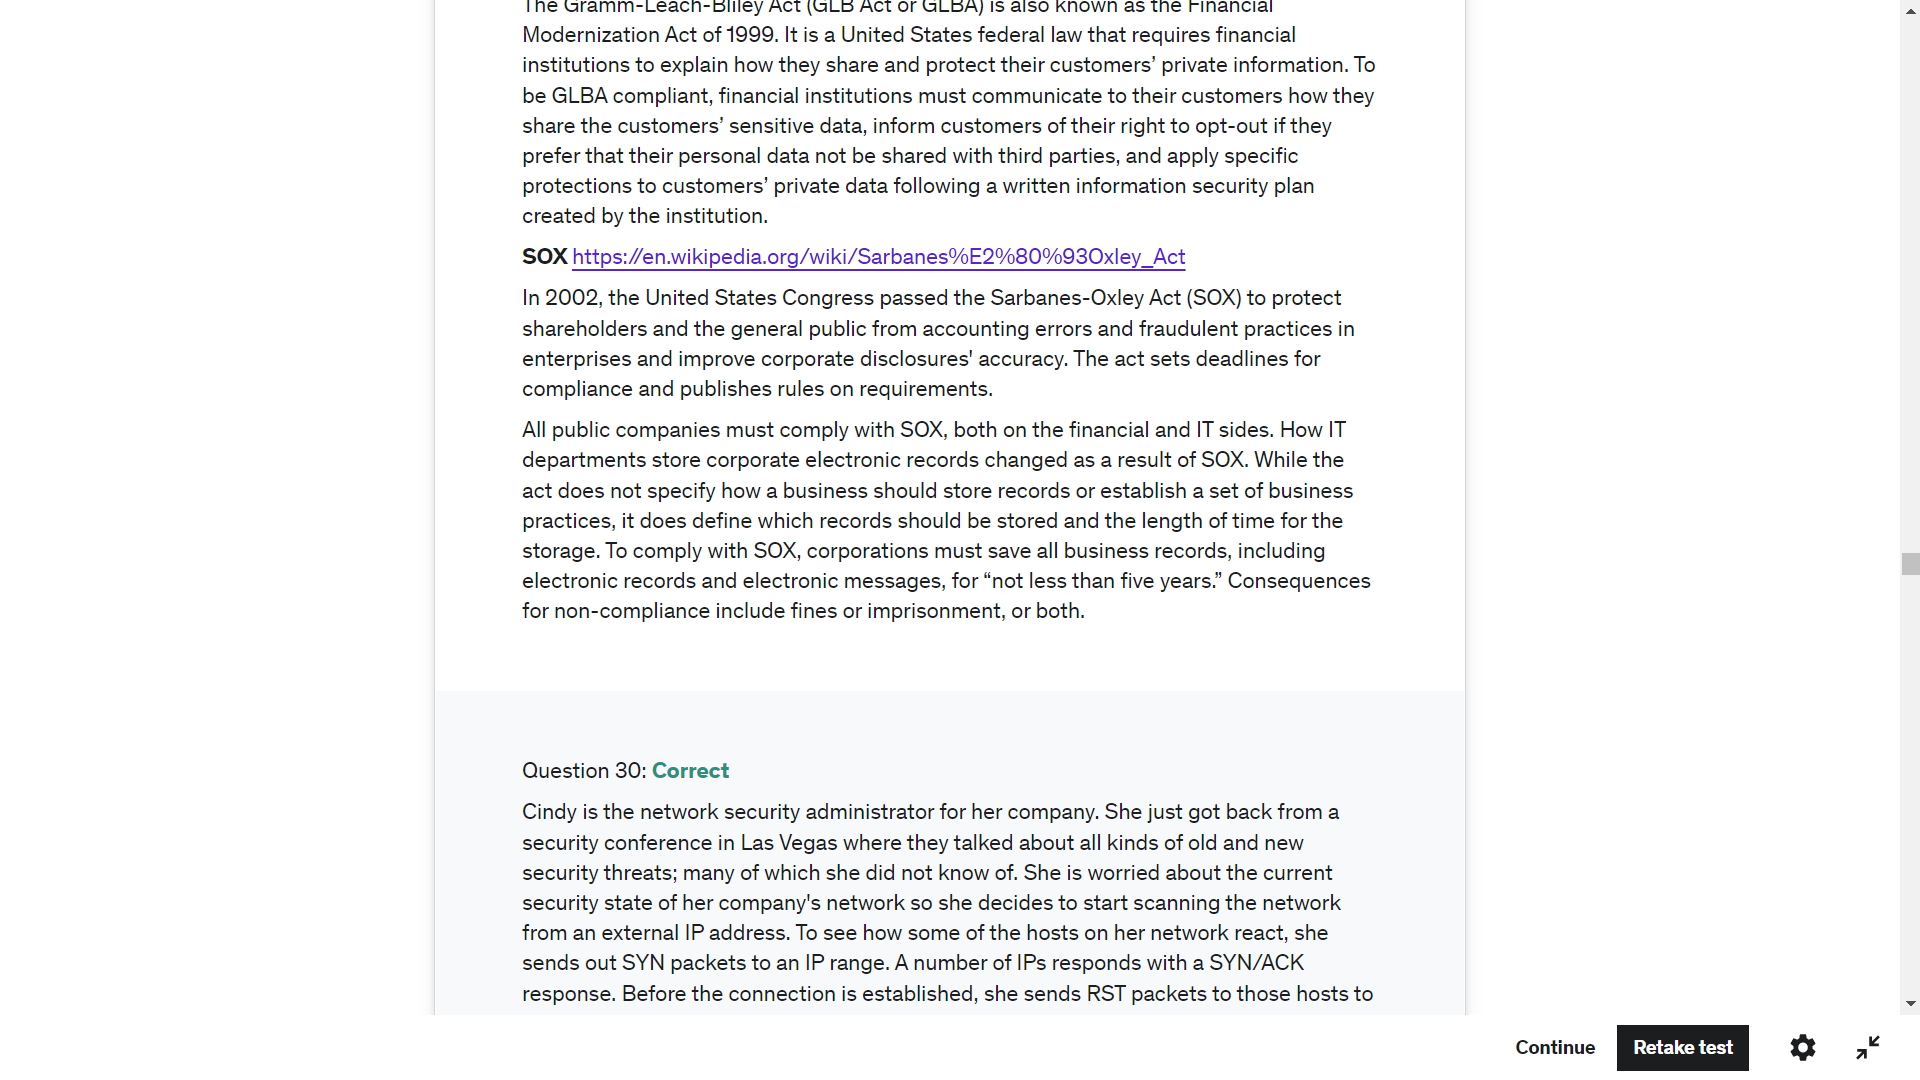 The Gramm-Leach-Bliley Act (GLB Act or GLBA) is also known as the Financial
Modernization Act of 1999. It is a United States federal law that requires financial
institutions to explain how they share and protect their customers’ private information. To
be GLBA compliant, financial institutions must communicate to their customers how they
share the customers’ sensitive data, inform customers of their right to opt-out if they
prefer that their personal data not be shared with third parties, and apply specific
protections to customers’ private data following a written information security plan
created by the institution.
SOX https://en.wikipedia.org/wiki/Sarbanes%E2%80%93Oxley_Act
In 2002, the United States Congress passed the Sarbanes-Oxley Act (SOX) to protect
shareholders and the general public from accounting errors and fraudulent practices in
enterprises and improve corporate disclosures' accuracy. The act sets deadlines for
compliance and publishes rules on requirements.
All public companies must comply with SOX, both on the financial and IT sides. How IT
departments store corporate electronic records changed as a result of SOX. While the
act does not specify how a business should store records or establish a set of business
practices, it does define which records should be stored and the length of time for the
storage. To comply with SOX, corporations must save all business records, including
electronic records and electronic messages, for “not less than five years.” Consequences
for non-compliance include fines or imprisonment, or both.
Question 30: Correct
Cindy is the network security administrator for her company. She just got back from a
security conference in Las Vegas where they talked about all kinds of old and new
security threats; many of which she did not know of. She is worried about the current
security state of her company's network so she decides to start scanning the network
from an external IP address. To see how some of the hosts on her network react, she
sends out SYN packets to an IP range. A number of IPs responds with a SYN/ACK
response. Before the connection is established, she sends RST packets to those hosts to
Continue
Retake test